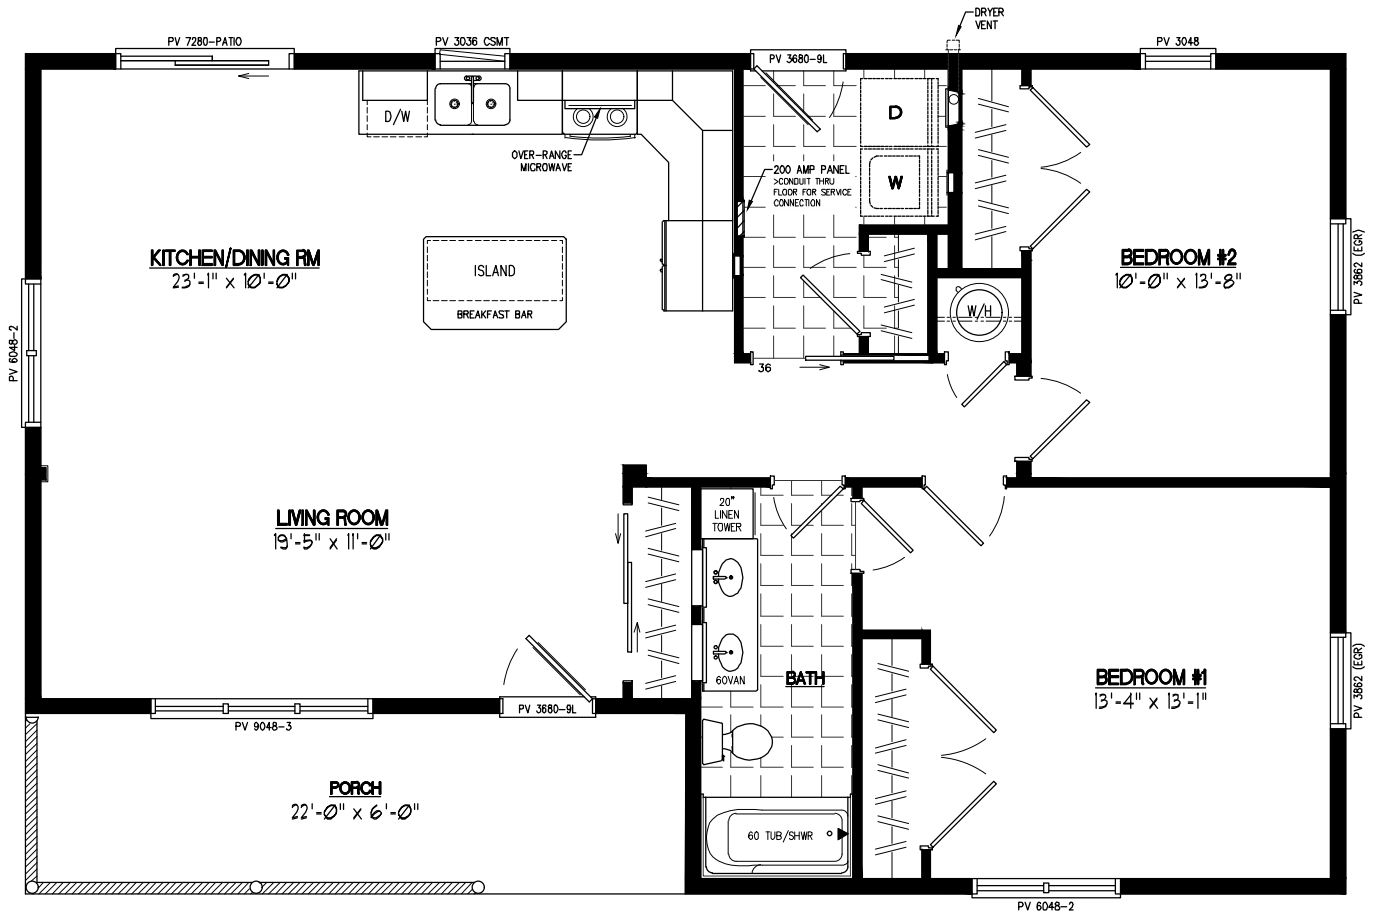 DRYER
VENT
PV 7280-PATIO
PV 3036 CSMT
PV 3680-9L
PV 3048
D/W
D
OVER-RANGE
MICROWAVE
200 AMP PANEL
>CONDUIT THRU
FLOOR FOR SERVICE
CONNECTION
W
KITCHEN/DINING RM
23'-1" x 10'-0"
ISLAND
BREAKFAST BAR
BEDROOM #2
10'-0" x 13'-8"
PV 3862 (EGR)
W/H
PV 6048-2
36
LIVING ROOM
19'-5" x 11'-0"
20"
LINEN
TOWER
60VAN
BATH
BEDROOM #1
13'-4" x 13'-1"
PV 3862 (EGR)
PV 9048-3
PV 3680-9L
PORCH
22'-0" x 6'-0"
60 TUB/SHWR
PV 6048-2